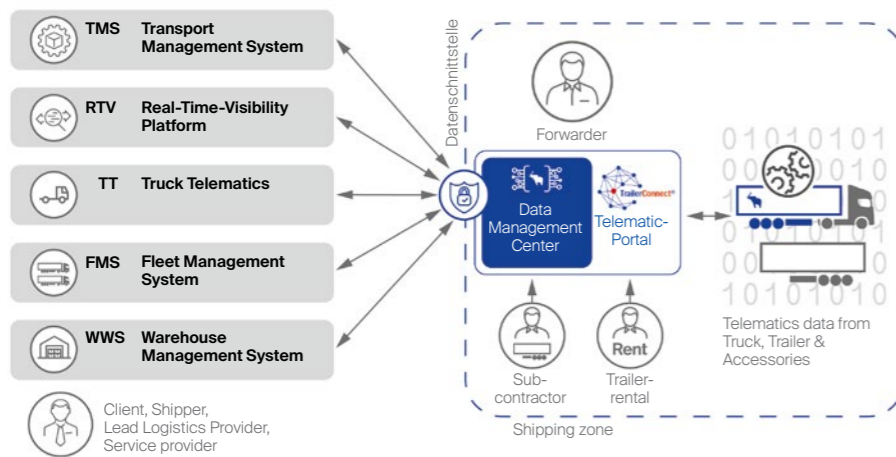 TMS Transport
Management System
RTV Real-Time-Visibility
Platform
TT Truck Telematics
FMS Fleet Management
System
WWS Warehouse
Management System
Client, Shipper,
Lead Logistics Provider,
Service provider
Datenschnittstelle
Forwarder
Data
Management
Center
TrailerConnect®
Telematic-
Portal
Sub-
contractor
Rent
Trailer-
rental
Shipping zone
01010101
10101010
Telematics data from
Truck, Trailer &
Accessories